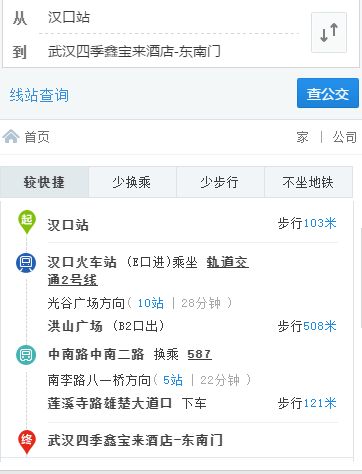 从 汉口站
到 武汉四季鑫宝来酒店-东南门
线站查询 查公交
首页 家 | 公司
较快捷 少换乘 少步行 不坐地铁
起 汉口站 步行103米
汉口火车站 (E口进)乘坐 轨道交
通2号线
光谷广场方向( 10站 | 28分钟 )
洪山广场 (B2口出) 步行508米
中南路中南二路 换乘 587
南李路八一桥方向( 5站 | 22分钟 )
莲溪寺路雄楚大道口 下车 步行121米
终 武汉四季鑫宝来酒店-东南门